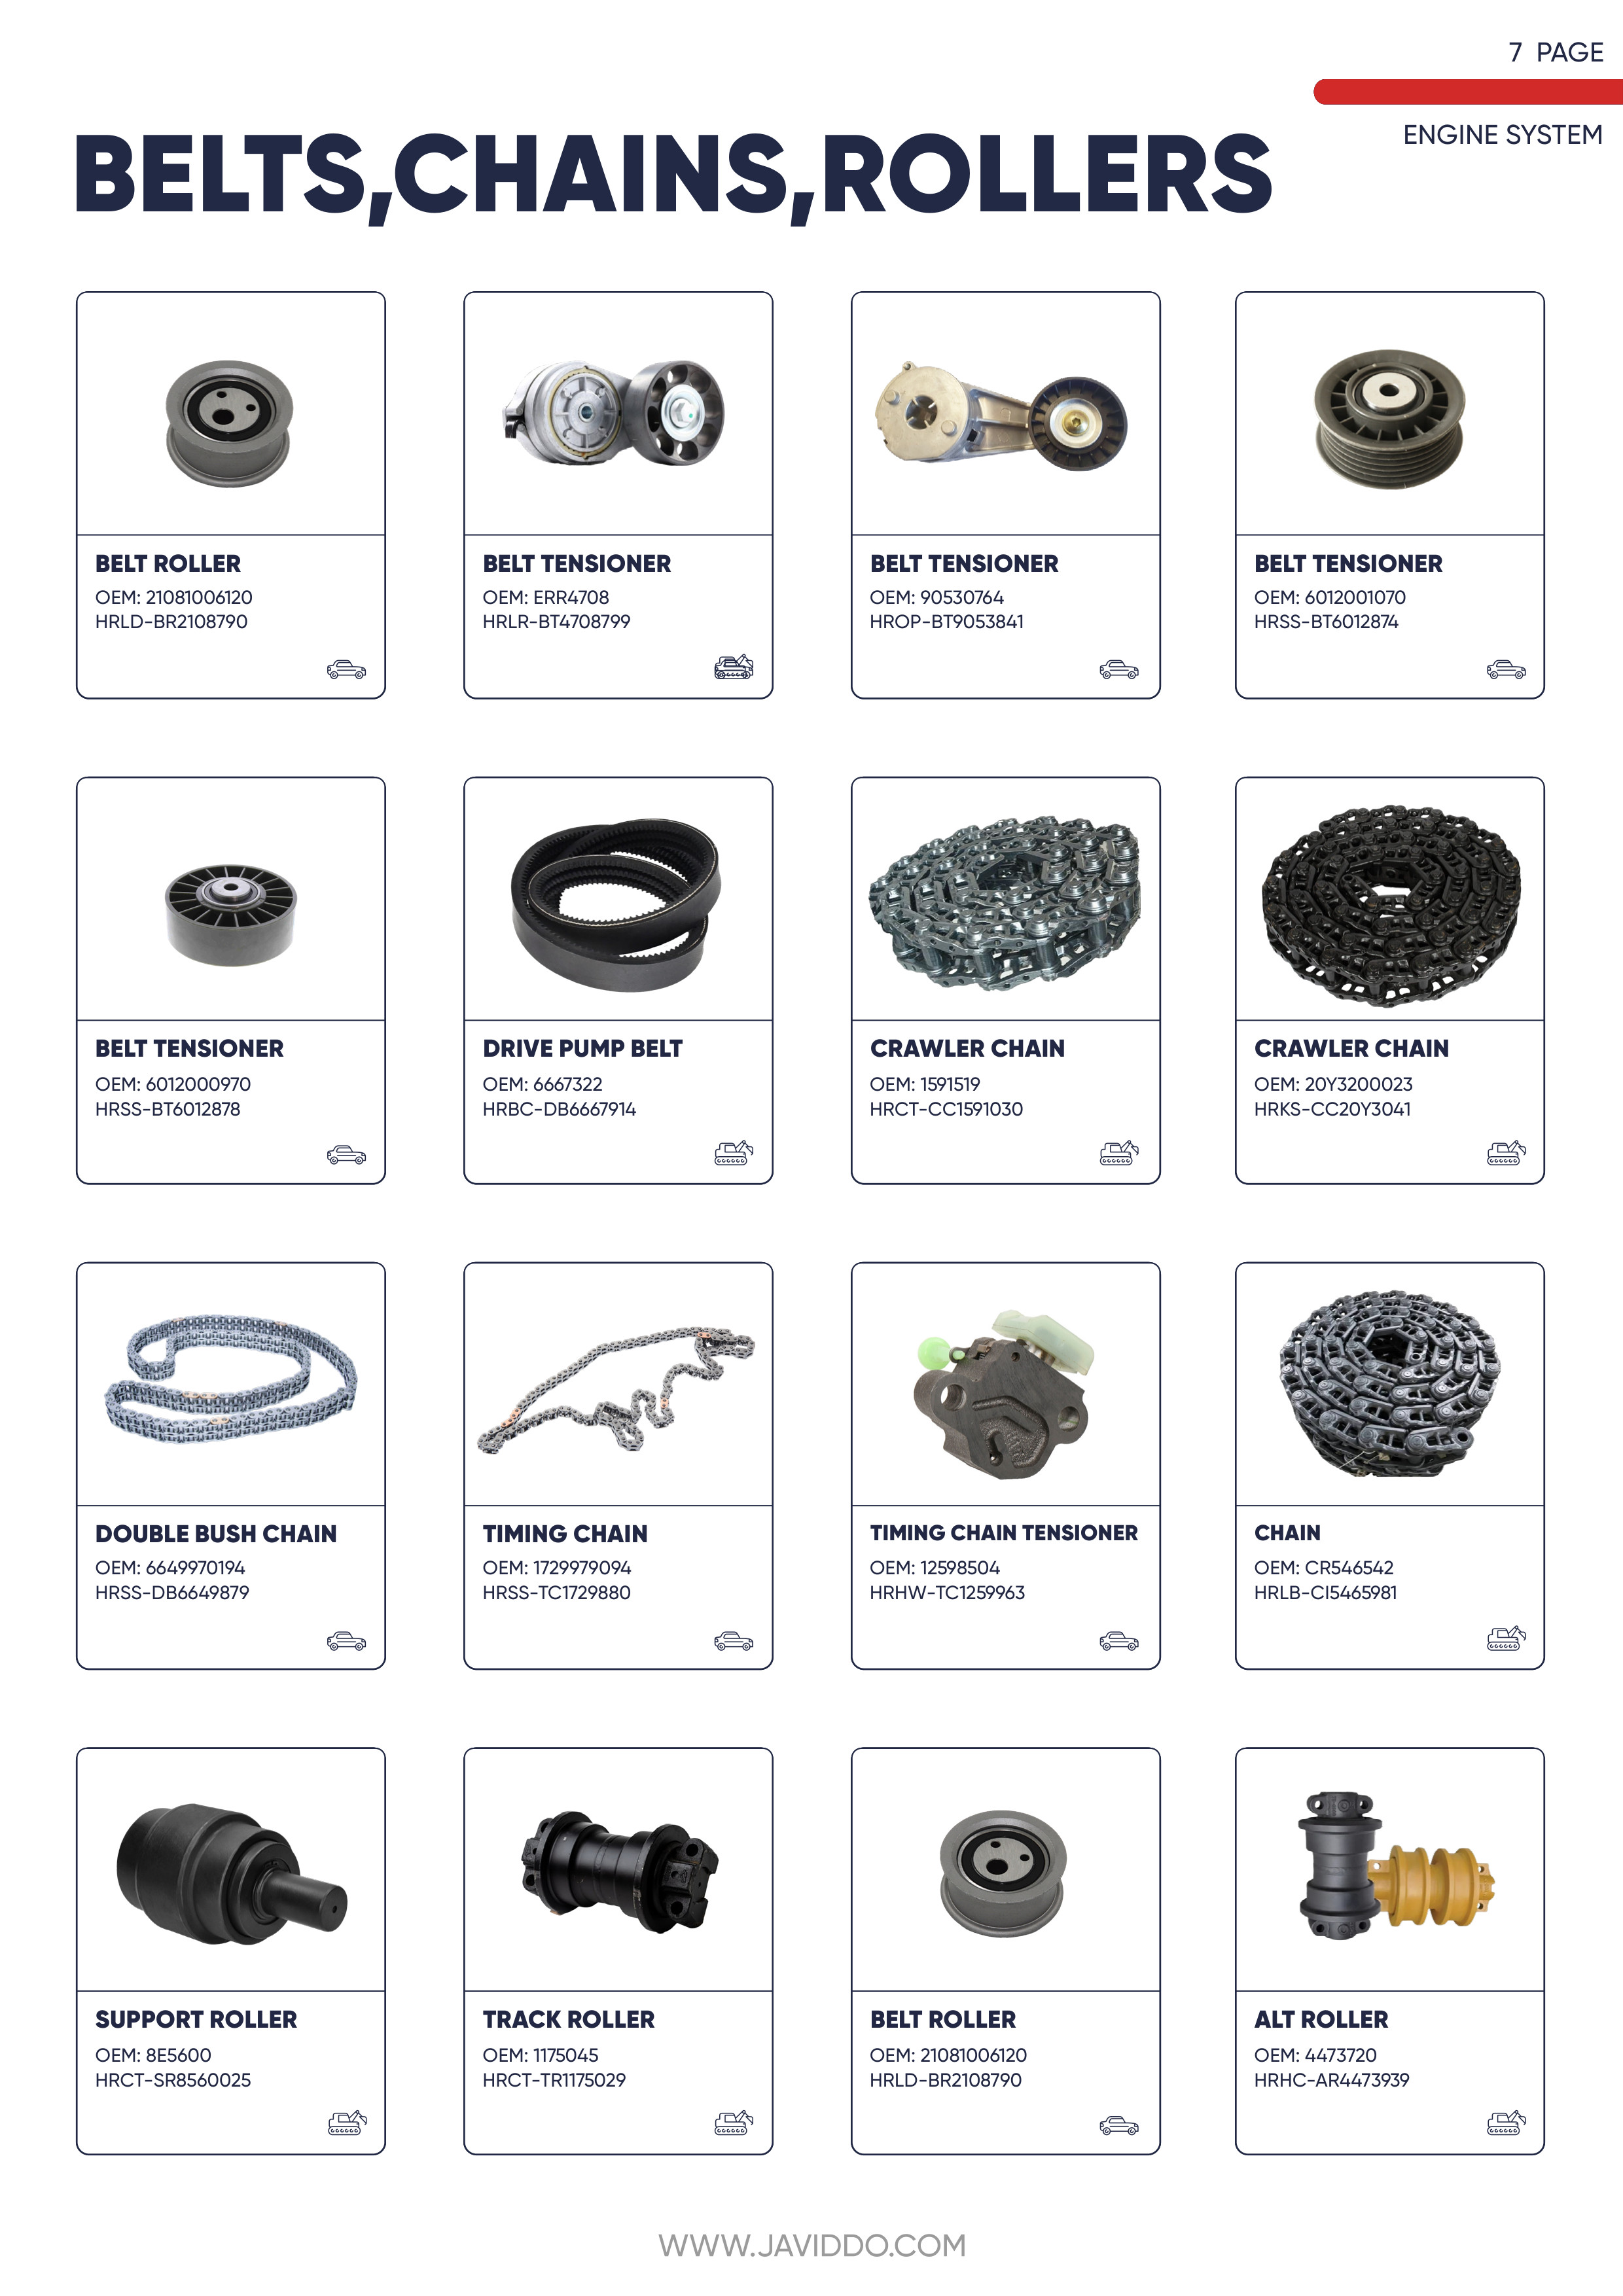 7 PAGE
ENGINE SYSTEM
BELTS,CHAINS,ROLLERS
BELT ROLLER
OEM: 21081006120
HRLD-BR2108790
BELT TENSIONER
OEM: ERR4708
HRLR-BT4708799
BELT TENSIONER
OEM: 90530764
HROP-BT9053841
BELT TENSIONER
OEM: 6012001070
HRSS-BT6012874
BELT TENSIONER
OEM: 6012000970
HRSS-BT6012878
DRIVE PUMP BELT
OEM: 6667322
HRBC-DB6667914
CRAWLER CHAIN
OEM: 1591519
HRCT-CC1591030
CRAWLER CHAIN
OEM: 20Y3200023
HRKS-CC20Y3041
DOUBLE BUSH CHAIN
OEM: 6649970194
HRSS-DB6649879
TIMING CHAIN
OEM: 1729979094
HRSS-TC1729880
TIMING CHAIN TENSIONER
OEM: 12598504
HRHW-TC1259963
CHAIN
OEM: CR546542
HRLB-CI5465981
SUPPORT ROLLER
OEM: 8E5600
HRCT-SR8560025
TRACK ROLLER
OEM: 1175045
HRCT-TR1175029
BELT ROLLER
OEM: 21081006120
HRLD-BR2108790
ALT ROLLER
OEM: 4473720
HRHC-AR4473939
WWW.JAVIDDO.COM